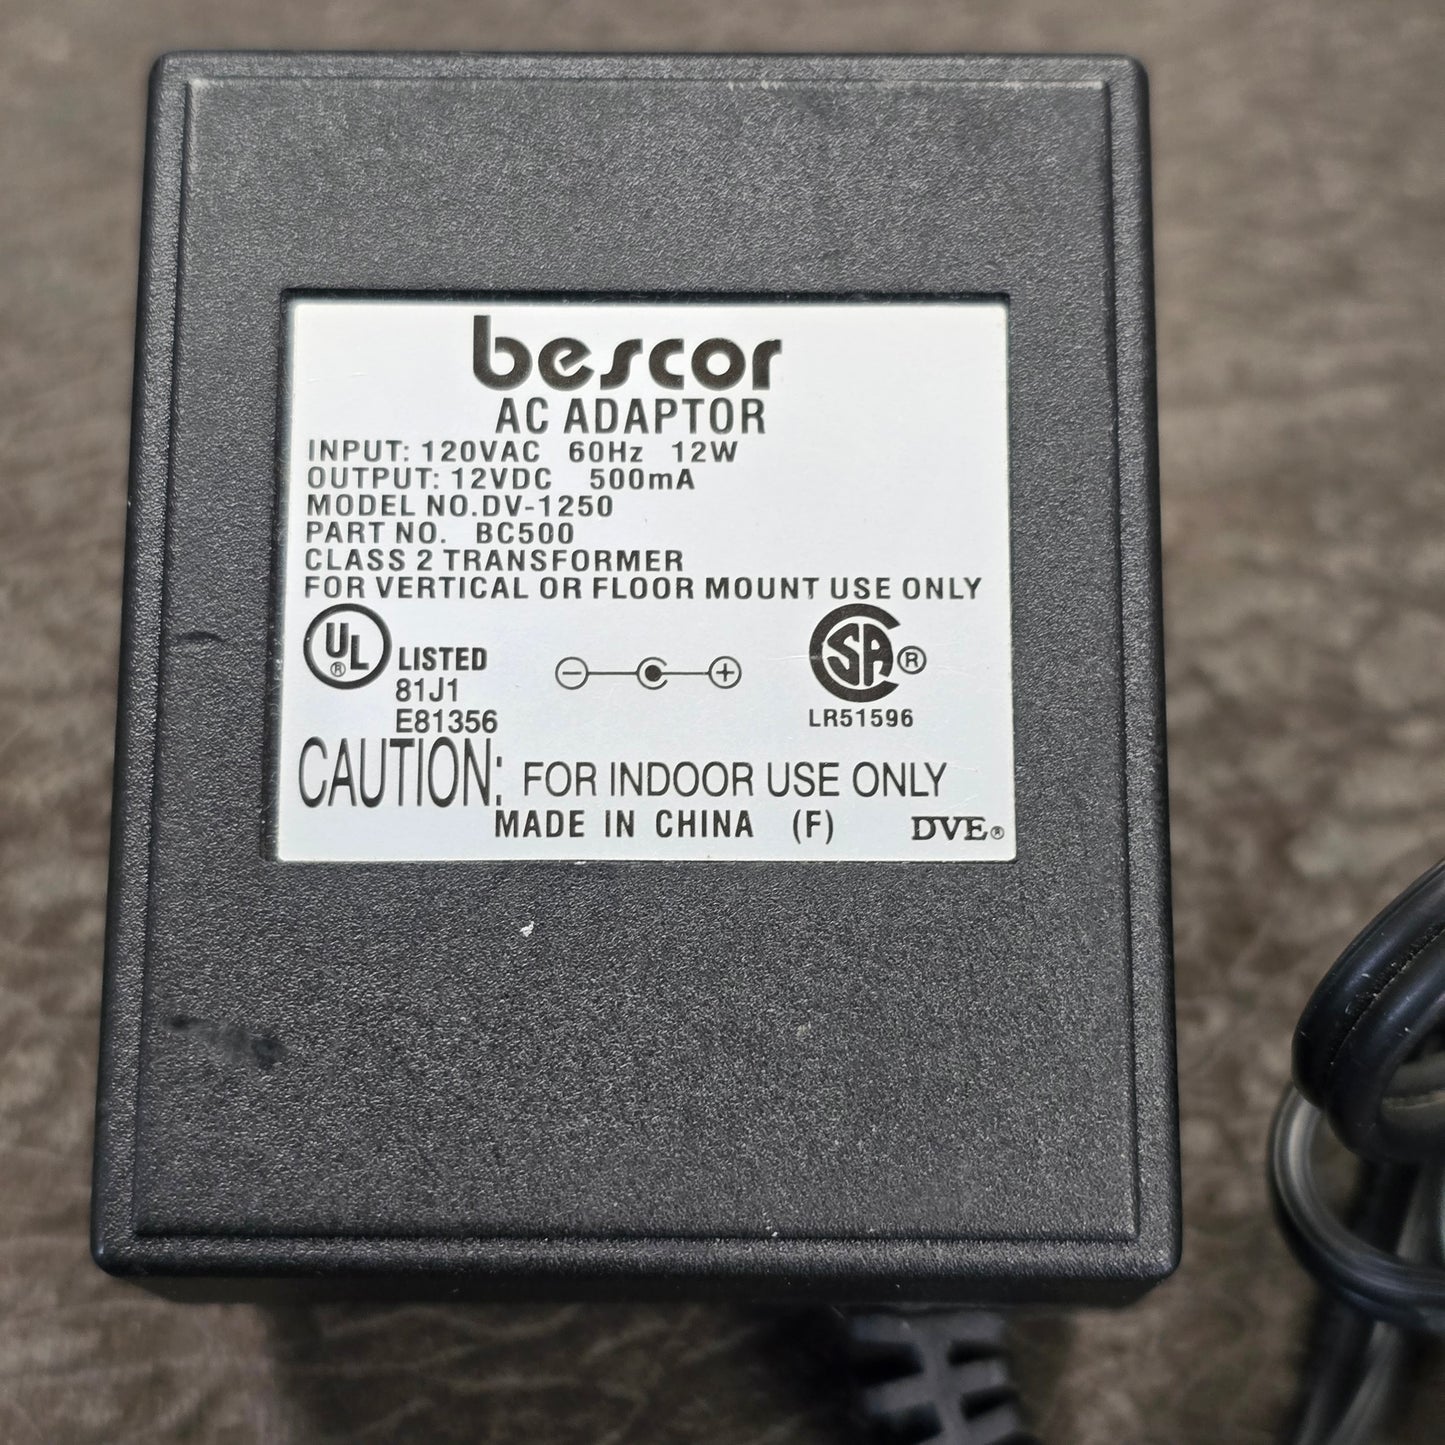 bescor
AC ADAPTOR
INPUT: 120VAC 60Hz 12W
OUTPUT: 12VDC 500mA
MODEL NO.DV-1250
PART NO. BC500
CLASS 2 TRANSFORMER
FOR VERTICAL OR FLOOR MOUNT USE ONLY
UL® LISTED
81J1
E81356
− +
SA®
LR51596
CAUTION: FOR INDOOR USE ONLY
MADE IN CHINA (F) DVE®